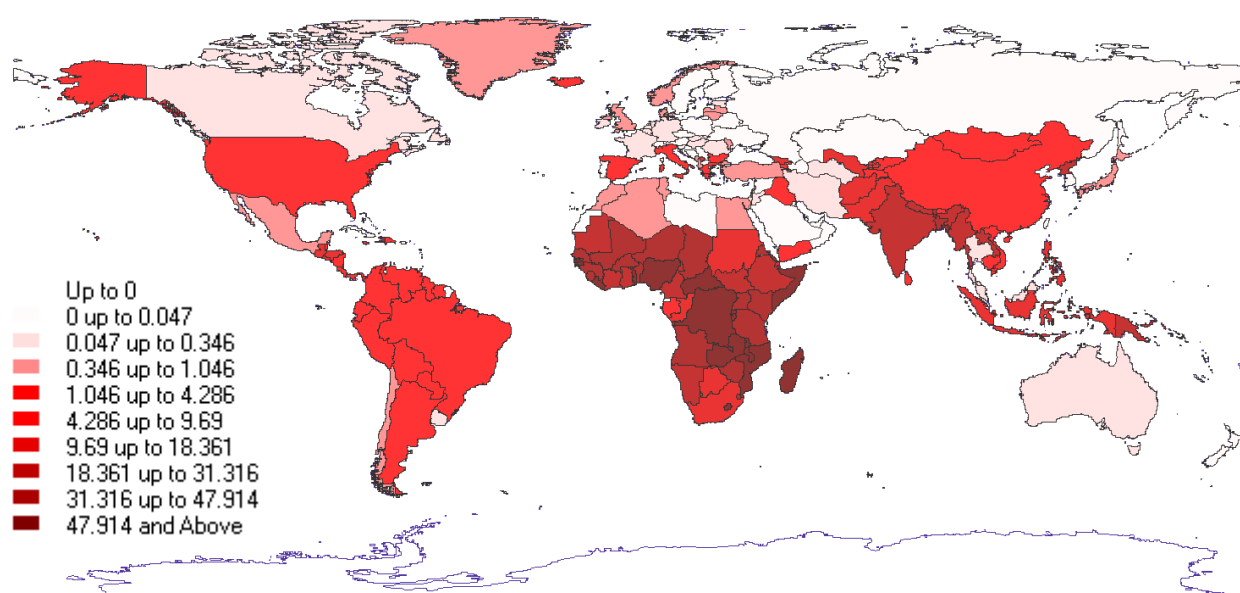 Up to 0
0 up to 0.047
0.047 up to 0.346
0.346 up to 1.046
1.046 up to 4.286
4.286 up to 9.69
9.69 up to 18.361
18.361 up to 31.316
31.316 up to 47.914
47.914 and Above